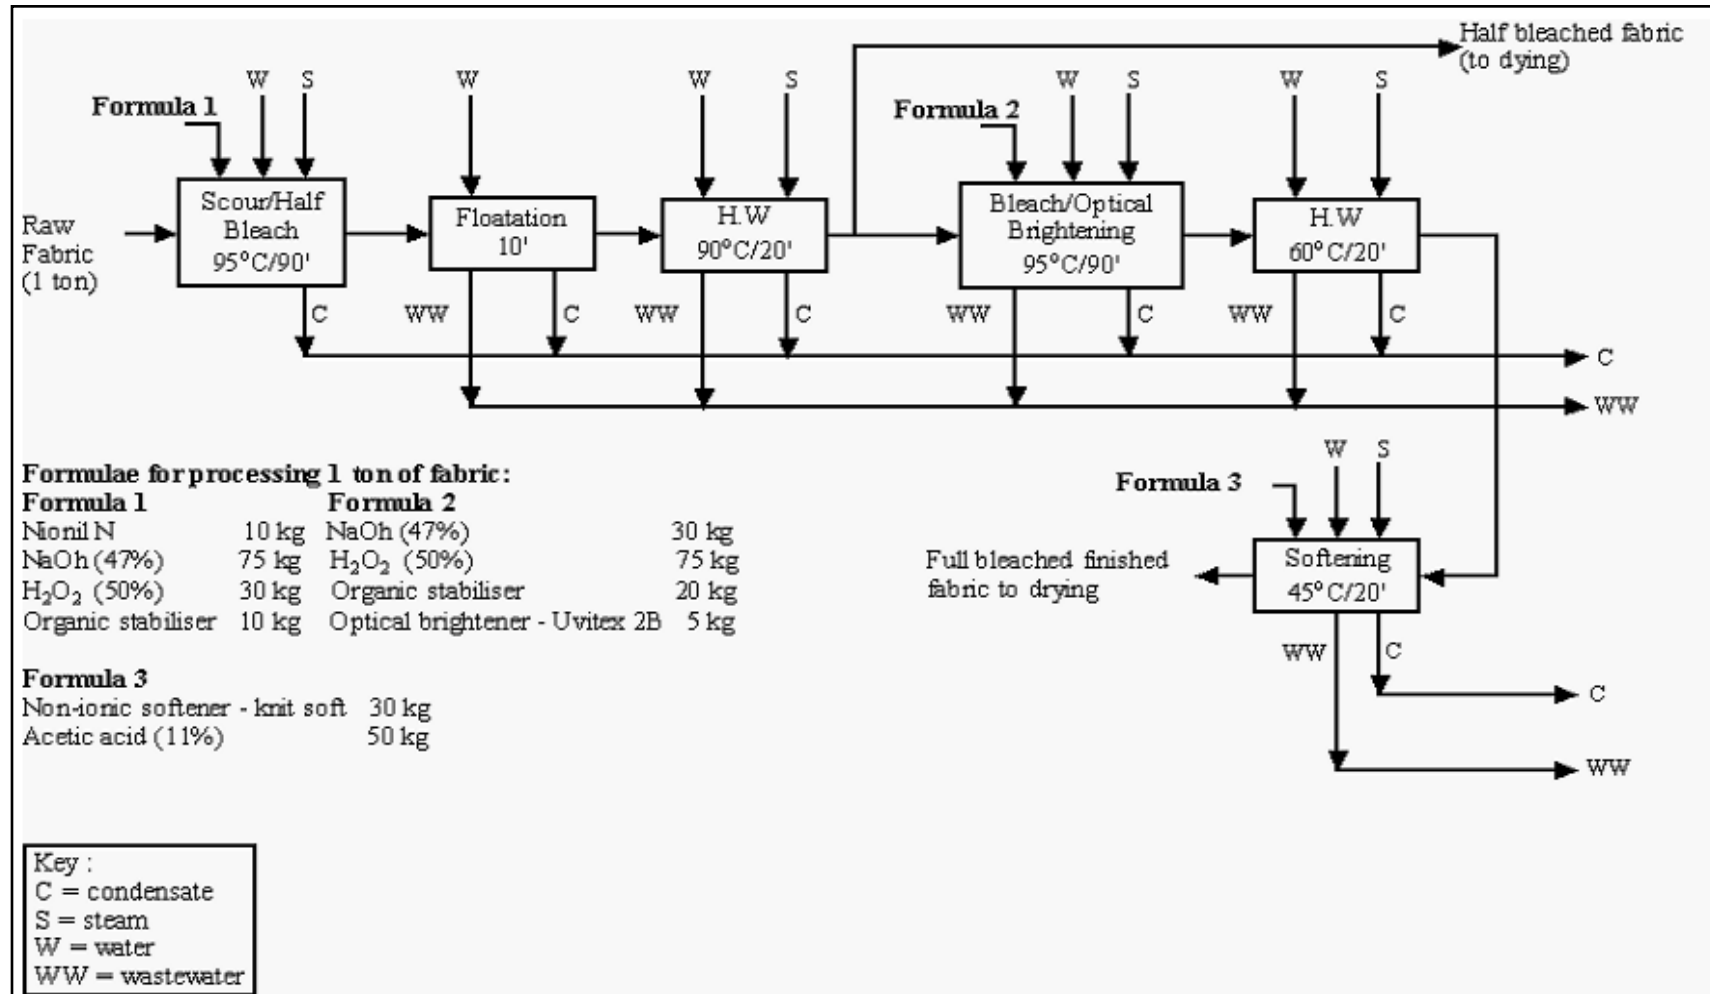 Half bleached fabric
(to dying)
W S W W S W S W S
Formula 1
Formula 2
Raw
Fabric
(1 ton)
Scour/Half
Bleach
95°C/90'
Floatation
10'
H.W
90°C/20'
Bleach/Optical
Brightening
95°C/90'
H.W
60°C/20'
C WW C WW C WW C WW C
C
WW
W S
Formula 3
Softening
45°C/20'
Full bleached finished
fabric to drying
WW C
C
WW
Formulae for processing 1 ton of fabric:
Formula 1 Formula 2
Nionil N 10 kg NaOh (47%) 30 kg
NaOh (47%) 75 kg H₂O₂ (50%) 75 kg
H₂O₂ (50%) 30 kg Organic stabiliser 20 kg
Organic stabiliser 10 kg Optical brightener - Uvitex 2B 5 kg
Formula 3
Non-ionic softener - knit soft 30 kg
Acetic acid (11%) 50 kg
Key :
C = condensate
S = steam
W = water
WW = wastewater